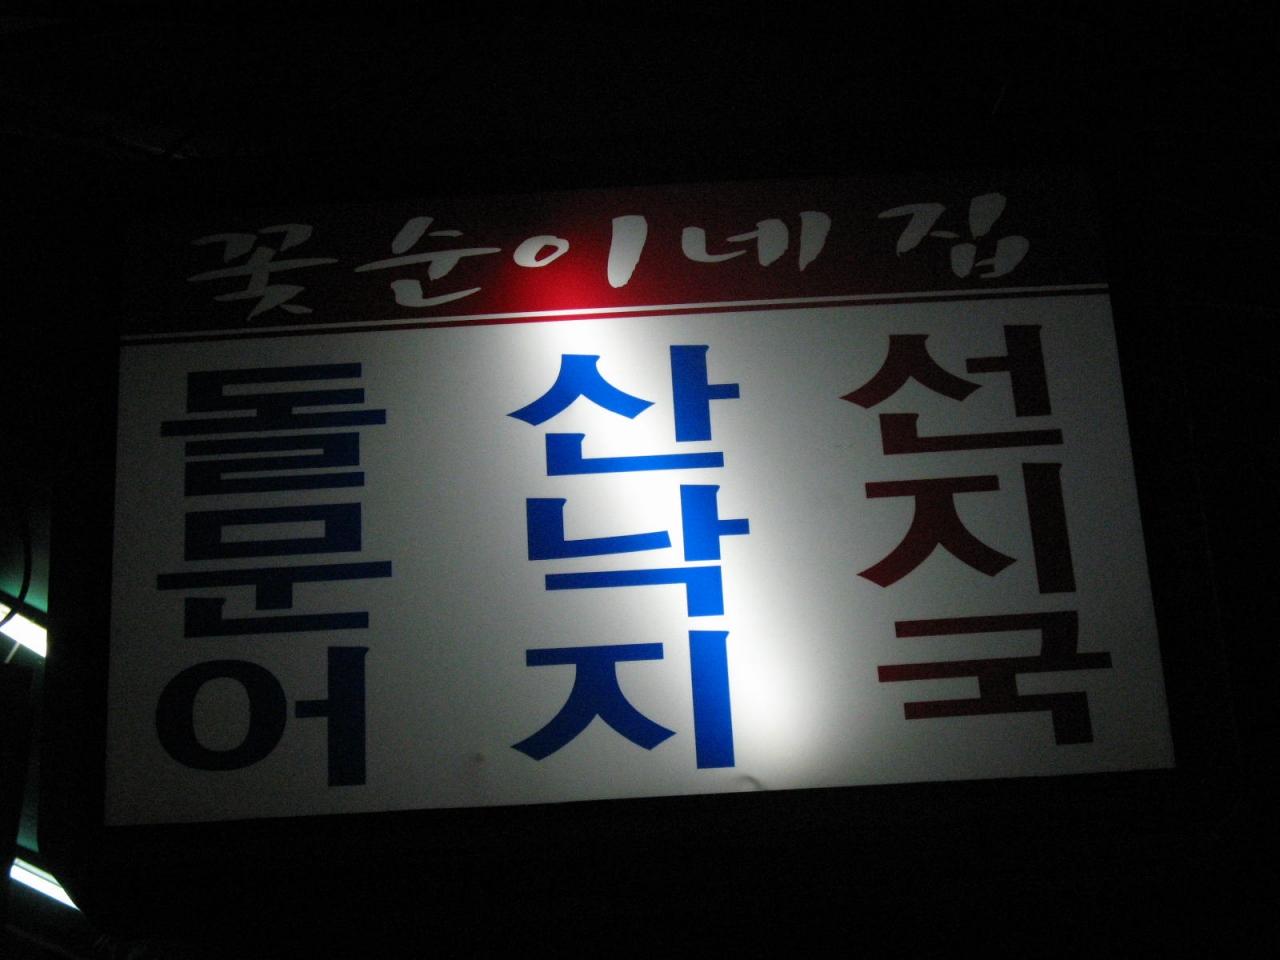 꽃순이네 집
돌문어
산낙지
선지국